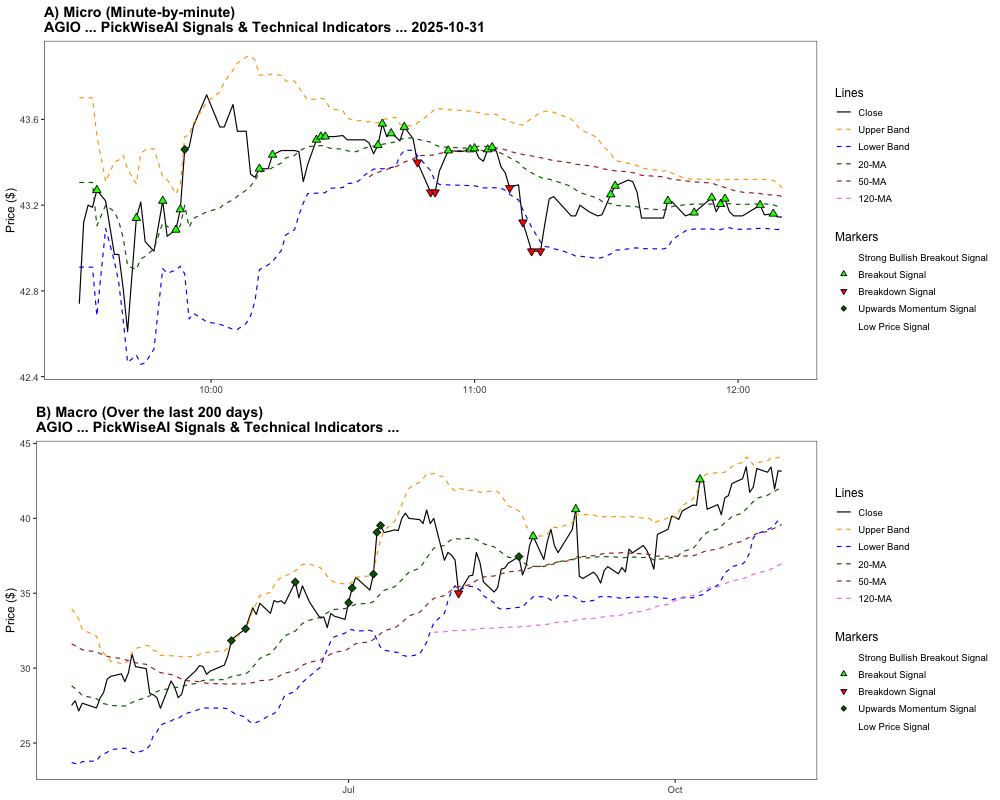 A) Micro (Minute-by-minute)
AGIO ... PickWiseAI Signals & Technical Indicators ... 2025-10-31
Price ($)
43.6
43.2
42.8
42.4
10:00
11:00
12:00
Lines
Close
Upper Band
Lower Band
20-MA
50-MA
120-MA
Markers
Strong Bullish Breakout Signal
Breakout Signal
Breakdown Signal
Upwards Momentum Signal
Low Price Signal
B) Macro (Over the last 200 days)
AGIO ... PickWiseAI Signals & Technical Indicators ...
Price ($)
45
40
35
30
25
Jul
Oct
Lines
Close
Upper Band
Lower Band
20-MA
50-MA
120-MA
Markers
Strong Bullish Breakout Signal
Breakout Signal
Breakdown Signal
Upwards Momentum Signal
Low Price Signal